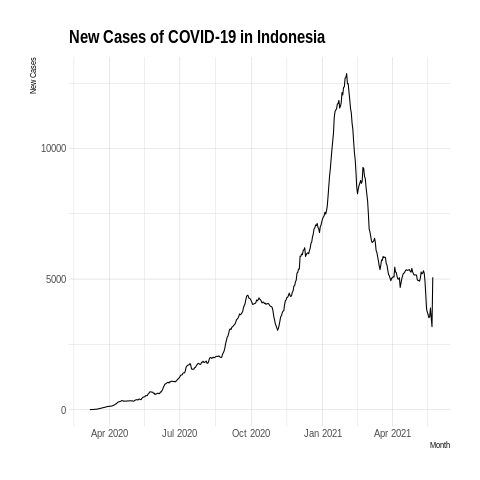 New Cases of COVID-19 in Indonesia
New Cases
10000
5000
0
Apr 2020 Jul 2020 Oct 2020 Jan 2021 Apr 2021
Month